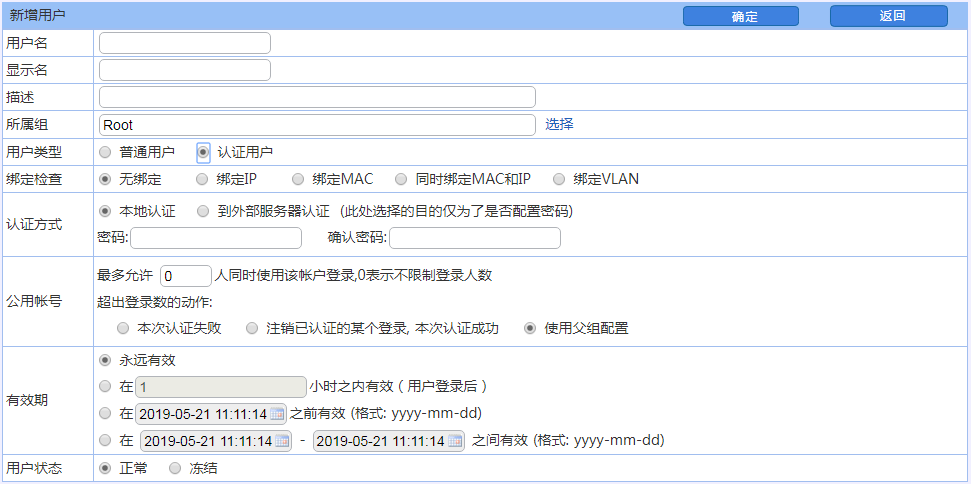 新增用户 确定 返回
用户名
显示名
描述
所属组 Root 选择
用户类型 普通用户 认证用户
绑定检查 无绑定 绑定IP 绑定MAC 同时绑定MAC和IP 绑定VLAN
认证方式 本地认证 到外部服务器认证 (此处选择的目的仅为了是否配置密码)
密码: 确认密码:
公用帐号 最多允许 0 人同时使用该帐户登录,0表示不限制登录人数
超出登录数的动作:
本次认证失败 注销已认证的某个登录, 本次认证成功 使用父组配置
有效期 永远有效
在 1 小时之内有效 ( 用户登录后 )
在 2019-05-21 11:11:14 之前有效 (格式: yyyy-mm-dd)
在 2019-05-21 11:11:14 - 2019-05-21 11:11:14 之间有效 (格式: yyyy-mm-dd)
用户状态 正常 冻结